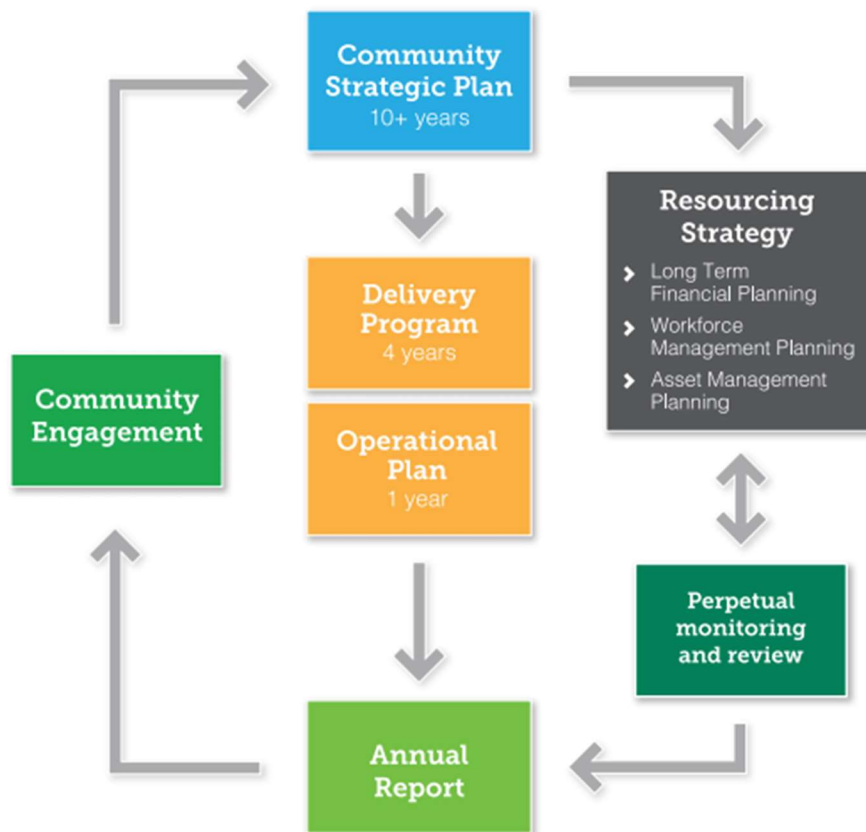 Community
Strategic Plan
10+ years
Resourcing
Strategy
Long Term
Financial Planning
Workforce
Management Planning
Asset Management
Planning
Delivery
Program
4 years
Community
Engagement
Operational
Plan
1 year
Perpetual
monitoring
and review
Annual
Report